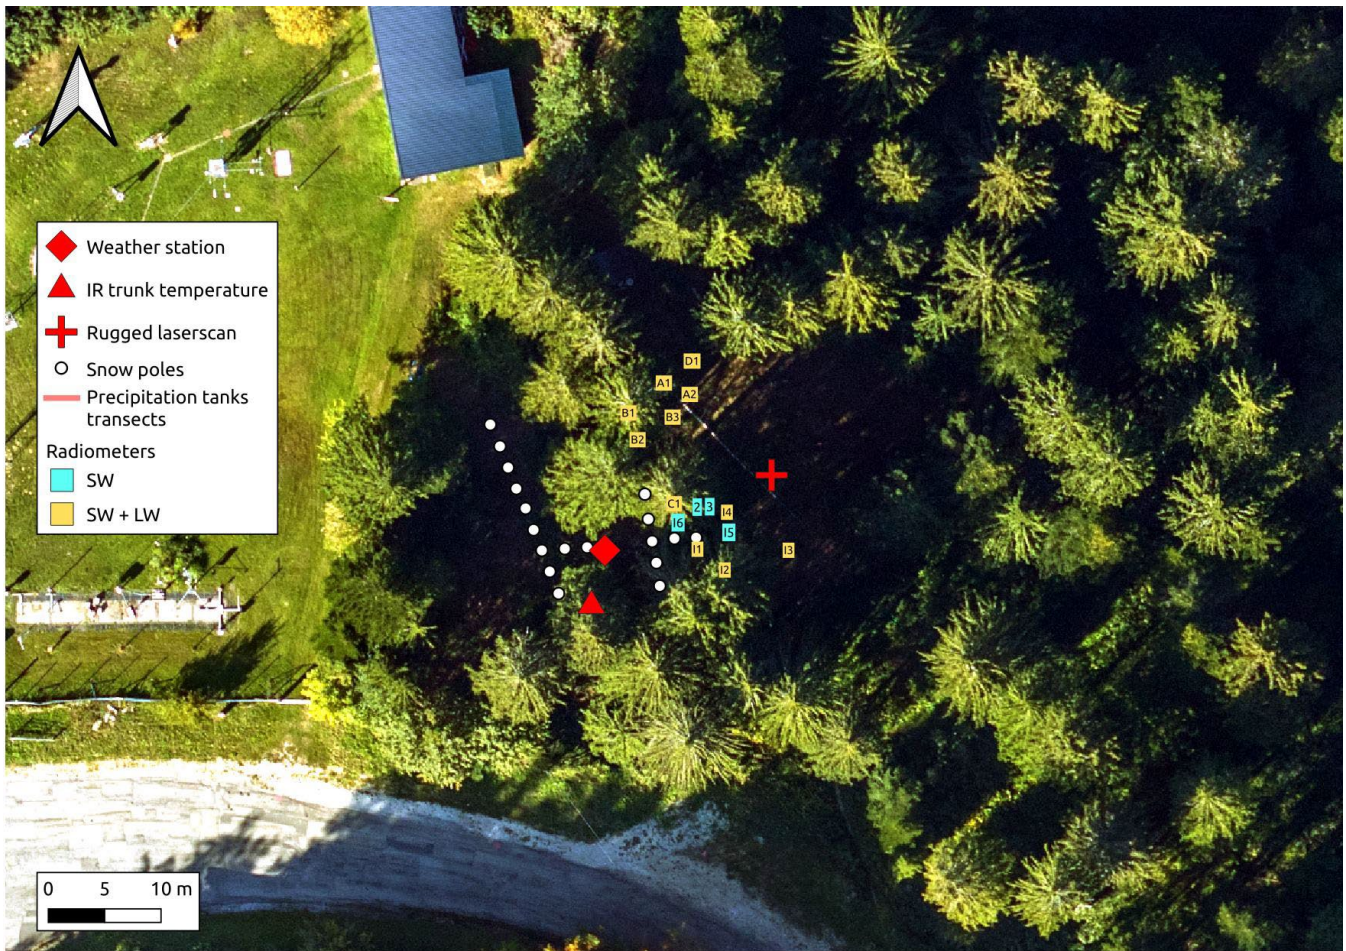 Weather station
IR trunk temperature
Rugged laserscan
Snow poles
Precipitation tanks
transects
Radiometers
SW
SW + LW
D1
A1
A2
B1
B3
B2
C1
2
3
I4
I6
I5
I1
I3
I2
0 5 10 m